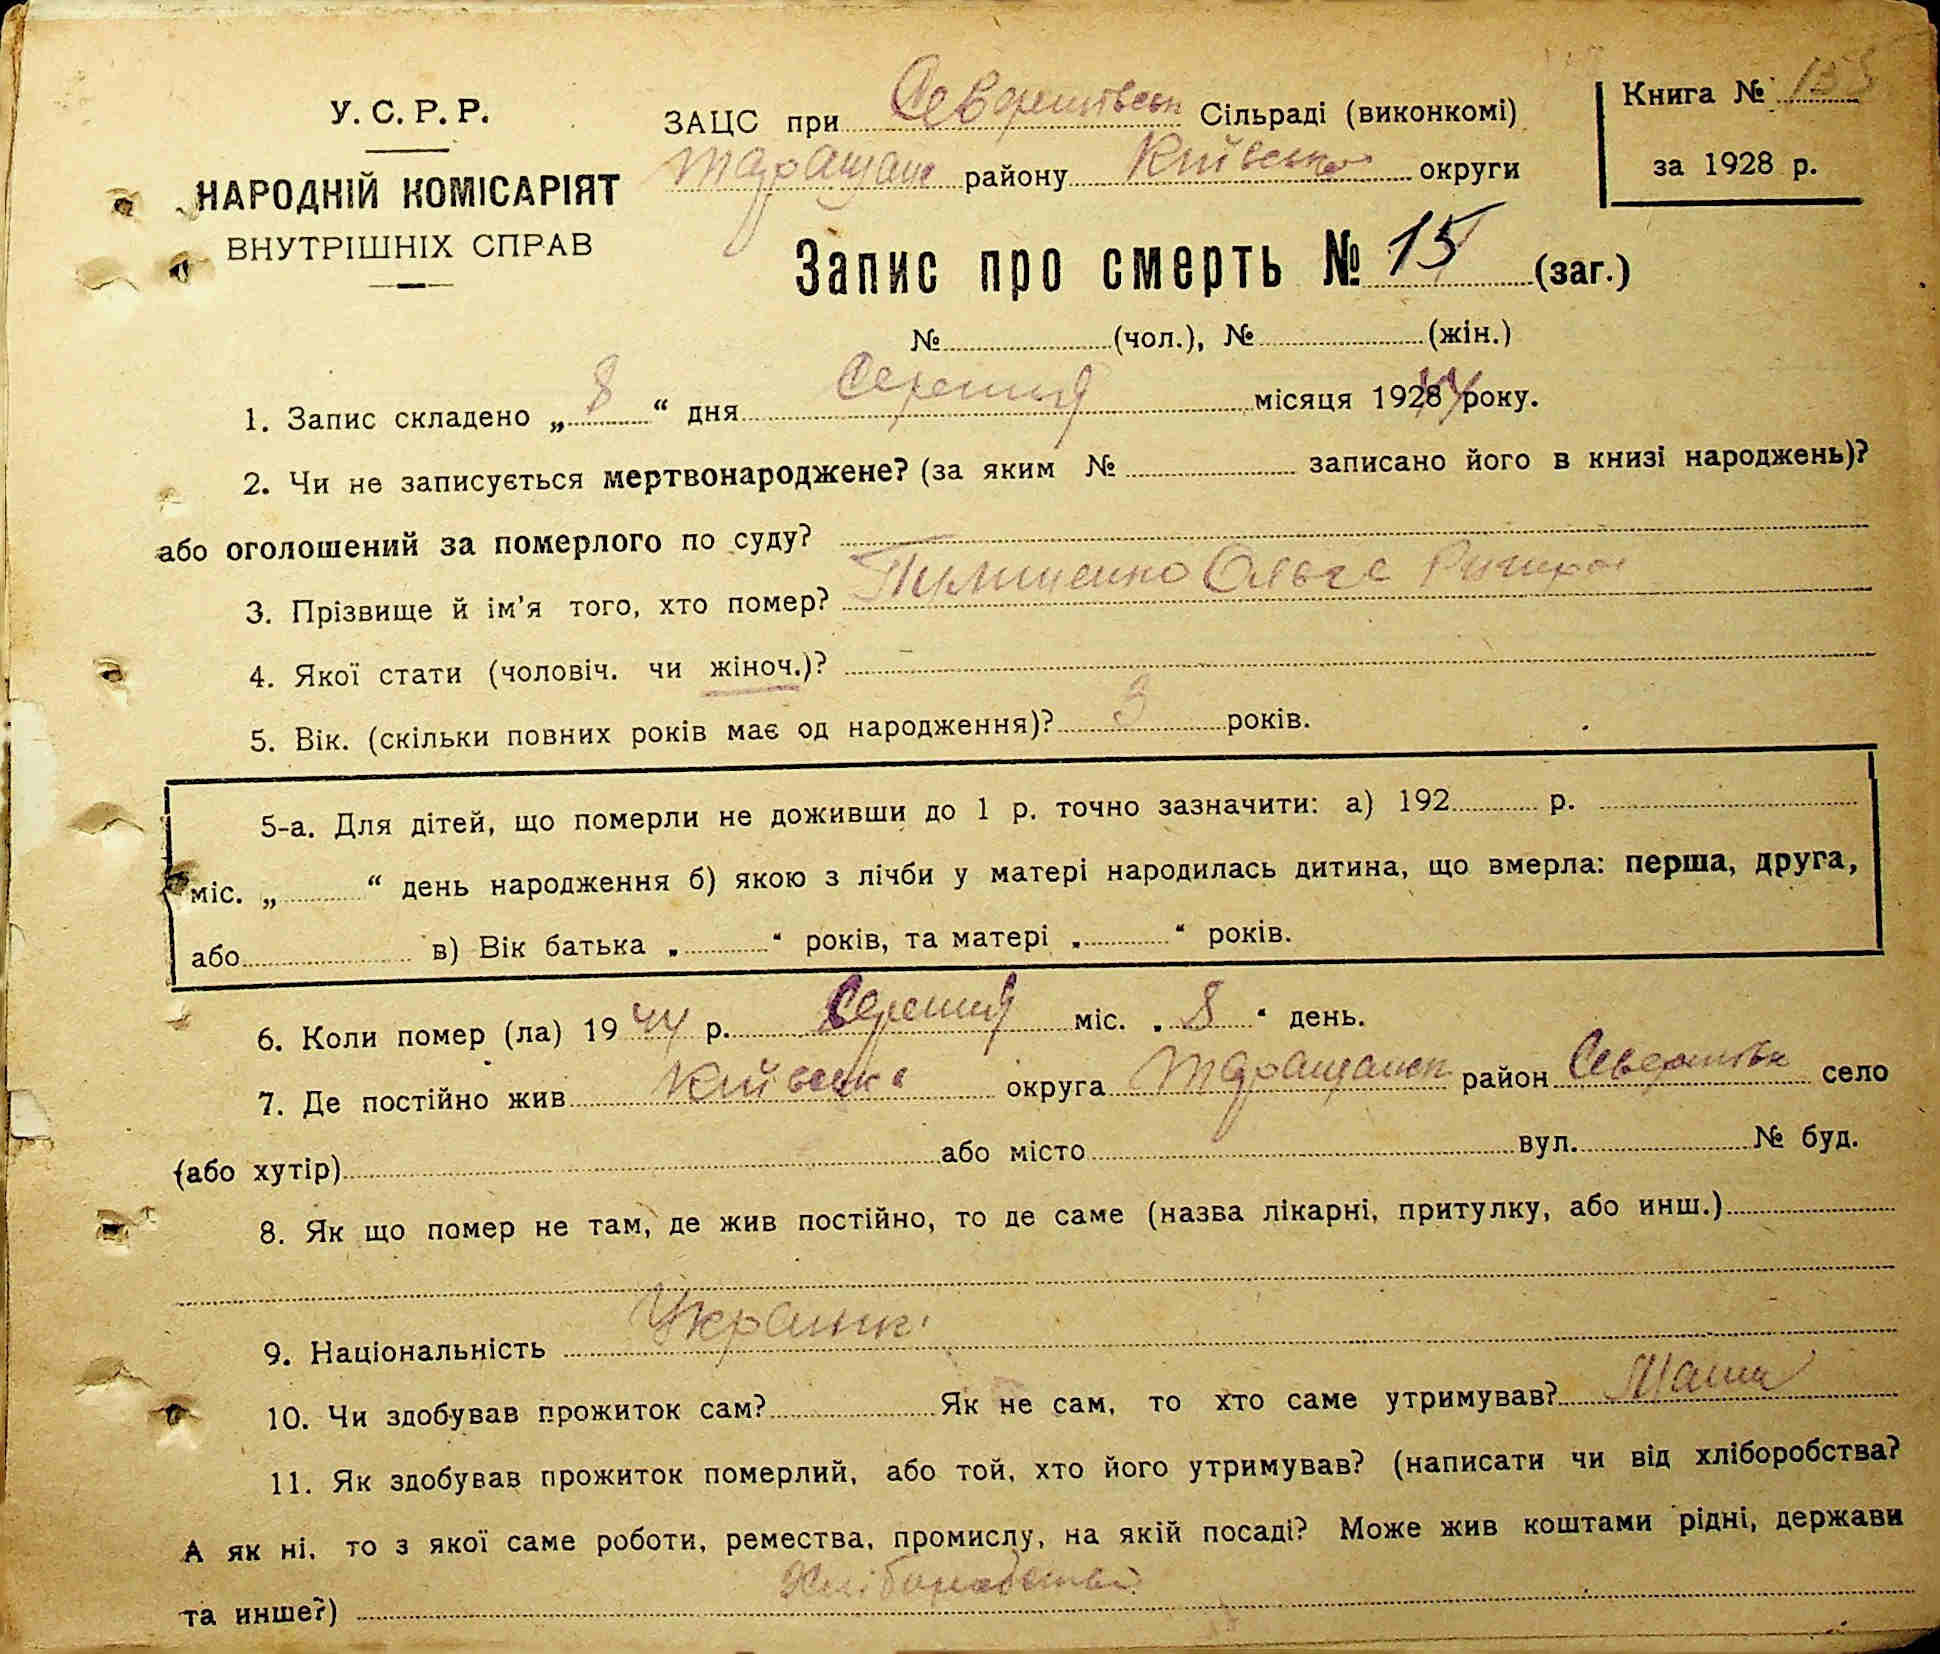 У. С. Р. Р.
НАРОДНІЙ КОМІСАРІЯТ
ВНУТРІШНІХ СПРАВ
ЗАЦС при Сільраді (виконкомі)
Таращан району Київсько округи
Книга №
за 1928 р.
Запис про смерть № 15 (заг.)
№ (чол.), № (жін.)
1. Запис складено „ 8 “ дня Серпня місяця 1928 44 року.
2. Чи не записується мертвонароджене? (за яким № записано його в книзі народжень)?
або оголошений за померлого по суду?
3. Прізвище й ім’я того, хто помер? Ольга
4. Якої стати (чоловіч. чи жіноч.)?
5. Вік. (скільки повних років має од народження)? 3 років.
5-а. Для дітей, що померли не доживши до 1 р. точно зазначити: а) 192 р.
міс. „ “ день народження б) якою з лічби у матері народилась дитина, що вмерла: перша, друга,
або в) Вік батька „ “ років, та матері „ “ років.
6. Коли помер (ла) 19 44 р. Серпня міс. „ 8 “ день.
7. Де постійно жив Київська округа Таращанськ район село
(або хутір) або місто вул. № буд.
8. Як що помер не там, де жив постійно, то де саме (назва лікарні, притулку, або инш.)
9. Національність Українк
10. Чи здобував прожиток сам? Як не сам, то хто саме утримував?
11. Як здобував прожиток померлий, або той, хто його утримував? (написати чи від хліборобства?
А як ні, то з якої саме роботи, ремества, промислу, на якій посаді? Може жив коштами рідні, держави
та инше?)